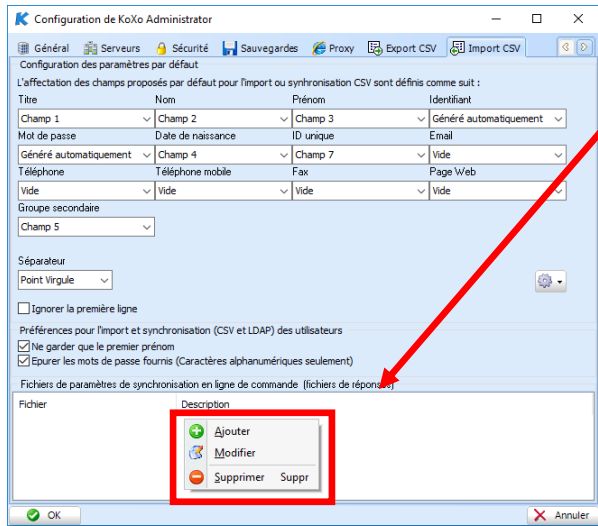 Configuration de KoXo Administrator
Général Serveurs Sécurité Sauvegardes Proxy Export CSV Import CSV
Configuration des paramètres par défaut
L'affectation des champs proposés par défaut pour l'import ou synhronisation CSV sont définis comme suit :
Titre Nom Prénom Identifiant
Champ 1 Champ 2 Champ 3 Généré automatiquement
Mot de passe Date de naissance ID unique Email
Généré automatiquement Champ 4 Champ 7 Vide
Téléphone Téléphone mobile Fax Page Web
Vide Vide Vide Vide
Groupe secondaire
Champ 5
Séparateur
Point Virgule
Ignorer la première ligne
Préférences pour l'import et synchronisation (CSV et LDAP) des utilisateurs
Ne garder que le premier prénom
Epurer les mots de passe fournis (Caractères alphanumériques seulement)
Fichiers de paramètres de synchronisation en ligne de commande (fichiers de réponses)
Fichier Description
Ajouter
Modifier
Supprimer Suppr
OK Annuler